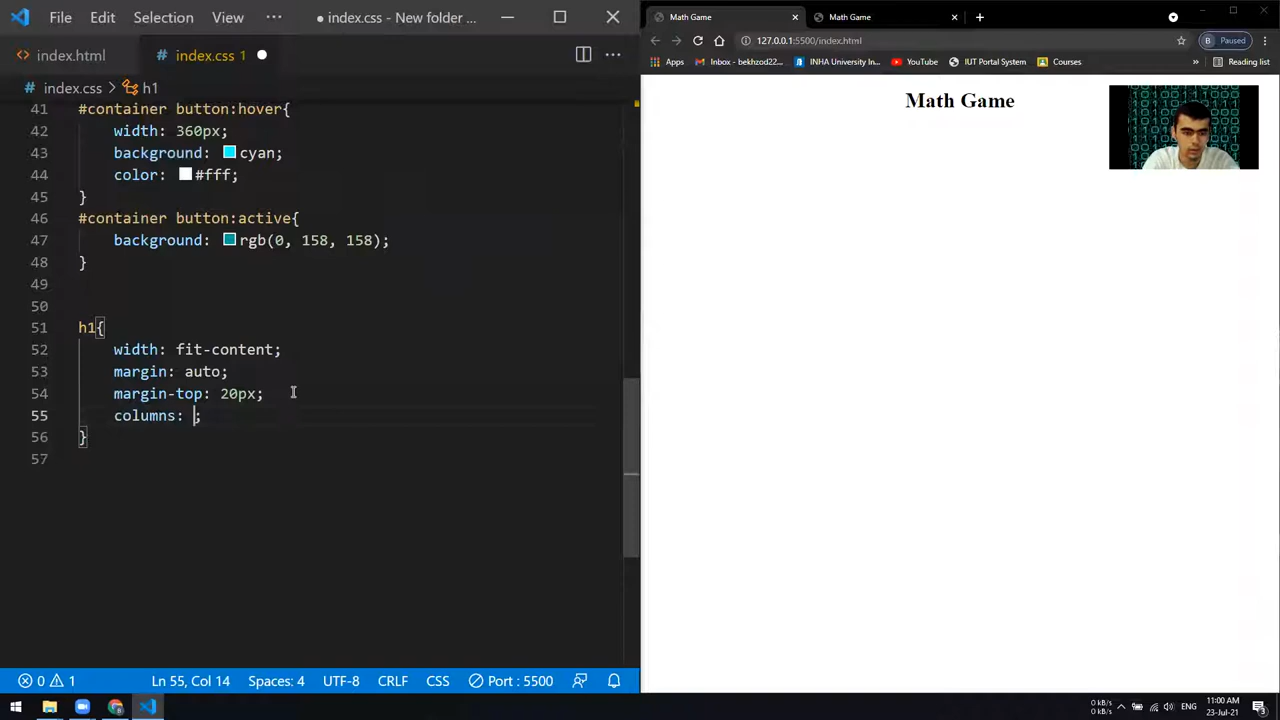 File Edit Selection View ● index.css - New folder ...
index.html # index.css 1
# index.css > h1
41 #container button:hover{
42 width: 360px;
43 background: cyan;
44 color: #fff;
45 }
46 #container button:active{
47 background: rgb(0, 158, 158);
48 }
49
50
51 h1{
52 width: fit-content;
53 margin: auto;
54 margin-top: 20px;
55 columns: ;
56 }
57
0 1 Ln 55, Col 14 Spaces: 4 UTF-8 CRLF CSS Port : 5500
Math Game Math Game
127.0.0.1:5500/index.html B Paused
Apps Inbox - bekhzod22... INHA University In... YouTube IUT Portal System Courses » Reading list
Math Game
0 kB/s
0 kB/s
ENG
11:00 AM
23-Jul-21
3